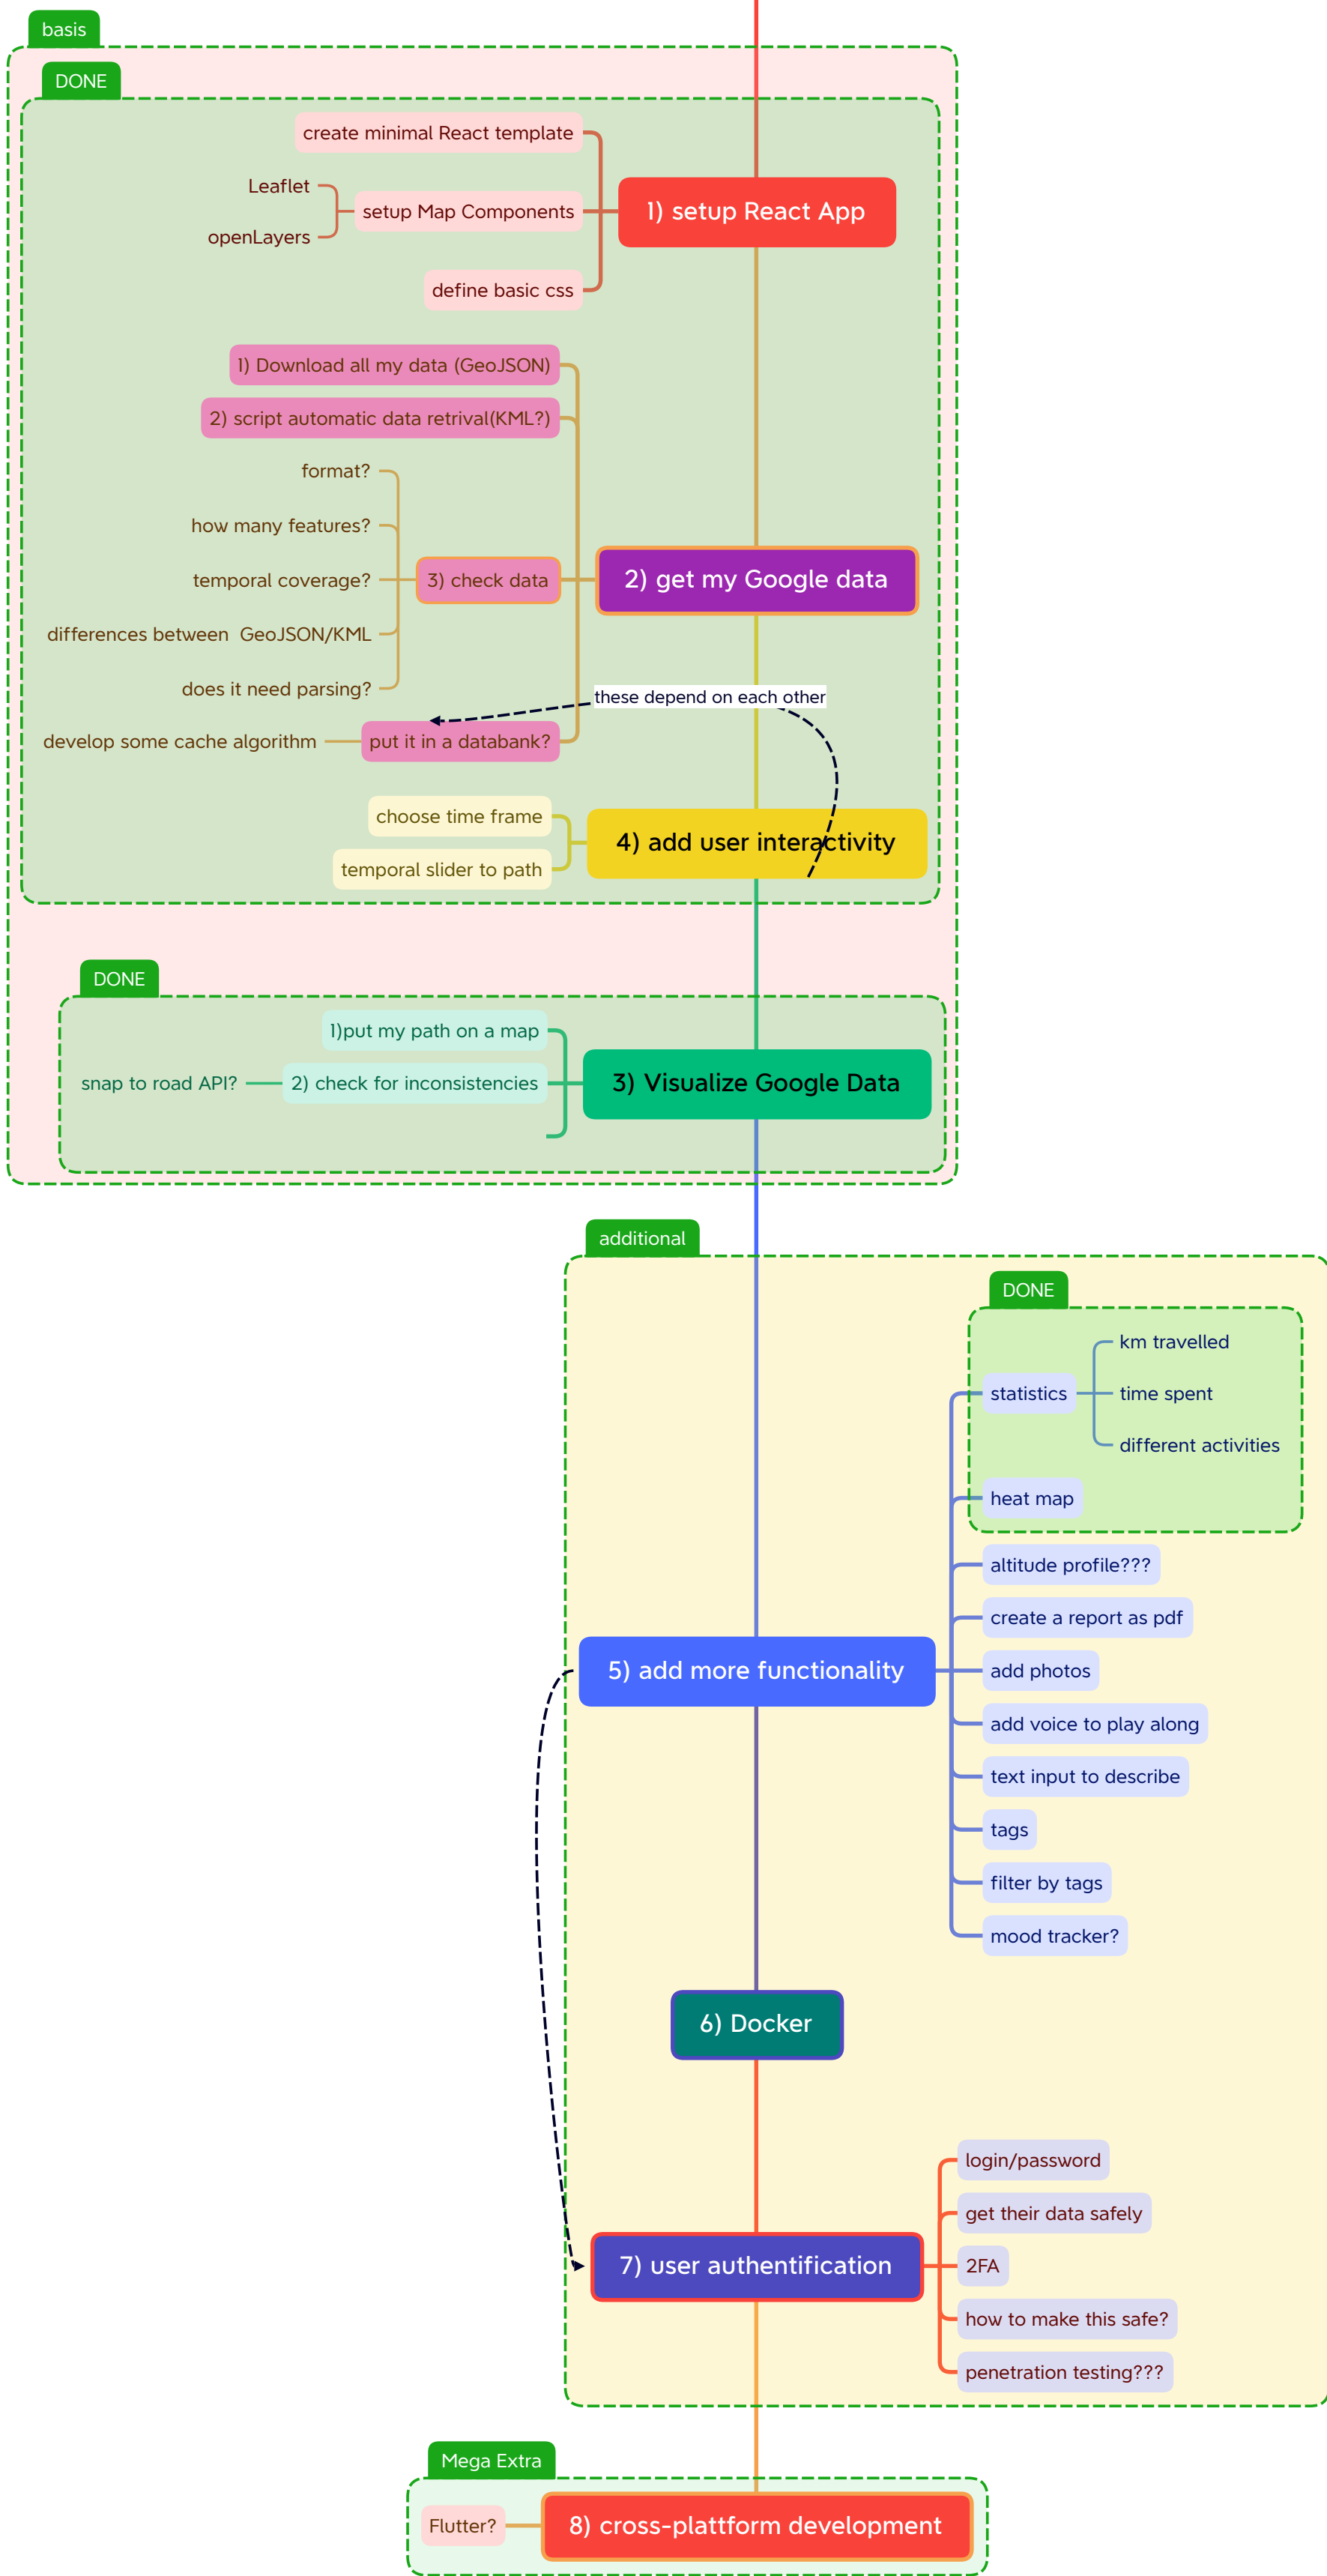 basis
DONE
create minimal React template
Leaflet
setup Map Components
1) setup React App
openLayers
define basic css
1) Download all my data (GeoJSON)
2) script automatic data retrival(KML?)
format?
how many features?
temporal coverage?
3) check data
2) get my Google data
differences between  GeoJSON/KML
does it need parsing?
these depend on each other
develop some cache algorithm
put it in a databank?
choose time frame
4) add user interactivity
temporal slider to path
DONE
1)put my path on a map
snap to road API?
2) check for inconsistencies
3) Visualize Google Data
additional
DONE
km travelled
statistics
time spent
different activities
heat map
altitude profile???
create a report as pdf
5) add more functionality
add photos
add voice to play along
text input to describe
tags
filter by tags
mood tracker?
6) Docker
login/password
get their data safely
7) user authentification
2FA
how to make this safe?
penetration testing???
Mega Extra
Flutter?
8) cross-plattform development